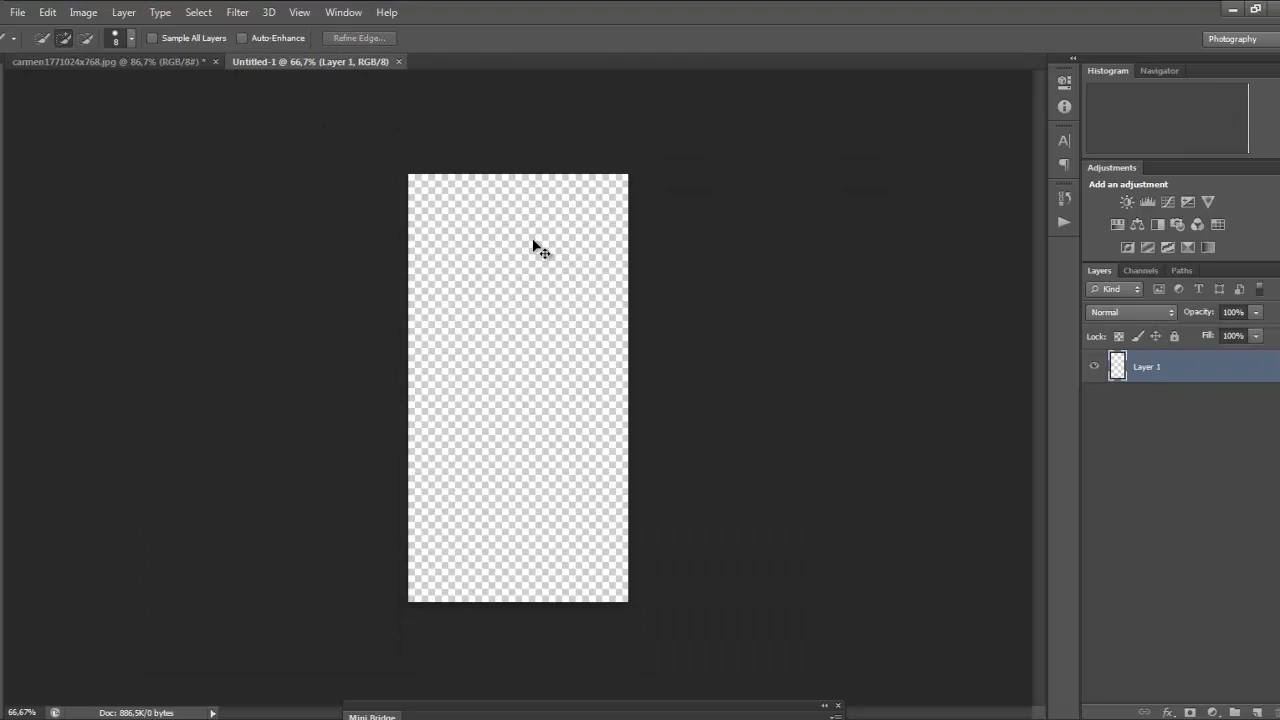 File Edit Image Layer Type Select Filter 3D View Window Help
8 Sample All Layers Auto-Enhance Refine Edge... Photography
carmen1771024x768.jpg @ 86,7% (RGB/8#) * × Untitled-1 @ 66,7% (Layer 1, RGB/8) ×
Histogram Navigator
Adjustments
Add an adjustment
Layers Channels Paths
Kind
Normal Opacity: 100%
Lock: Fill: 100%
Layer 1
66,67% Doc: 886,5K/0 bytes
Mini Bridge